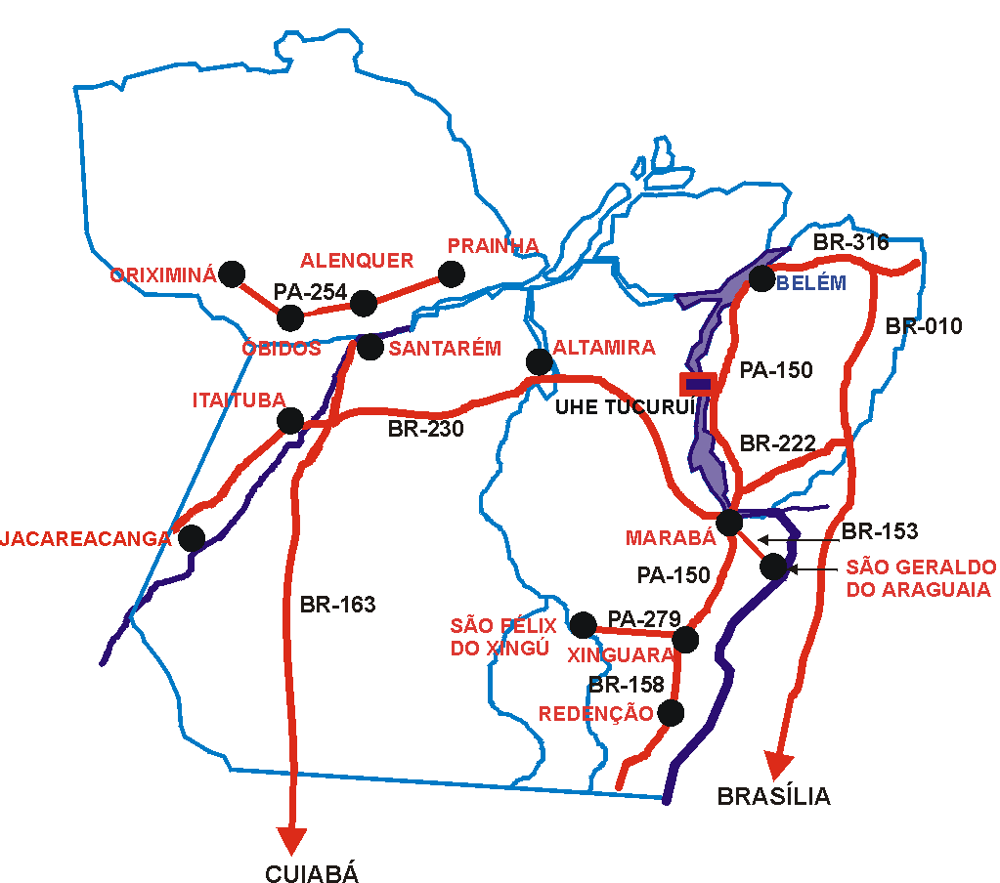 BR-316
PRAINHA
ALENQUER
ORIXIMINÁ
PA-254
BELÉM
BR-010
ÓBIDOS
SANTARÉM
ALTAMIRA
PA-150
ITAITUBA
UHE TUCURUÍ
BR-230
BR-222
JACAREACANGA
MARABÁ
BR-153
SÃO GERALDO
DO ARAGUAIA
PA-150
BR-163
PA-279
SÃO FÉLIX
DO XINGÚ
XINGUARA
BR-158
REDENÇÃO
BRASÍLIA
CUIABÁ